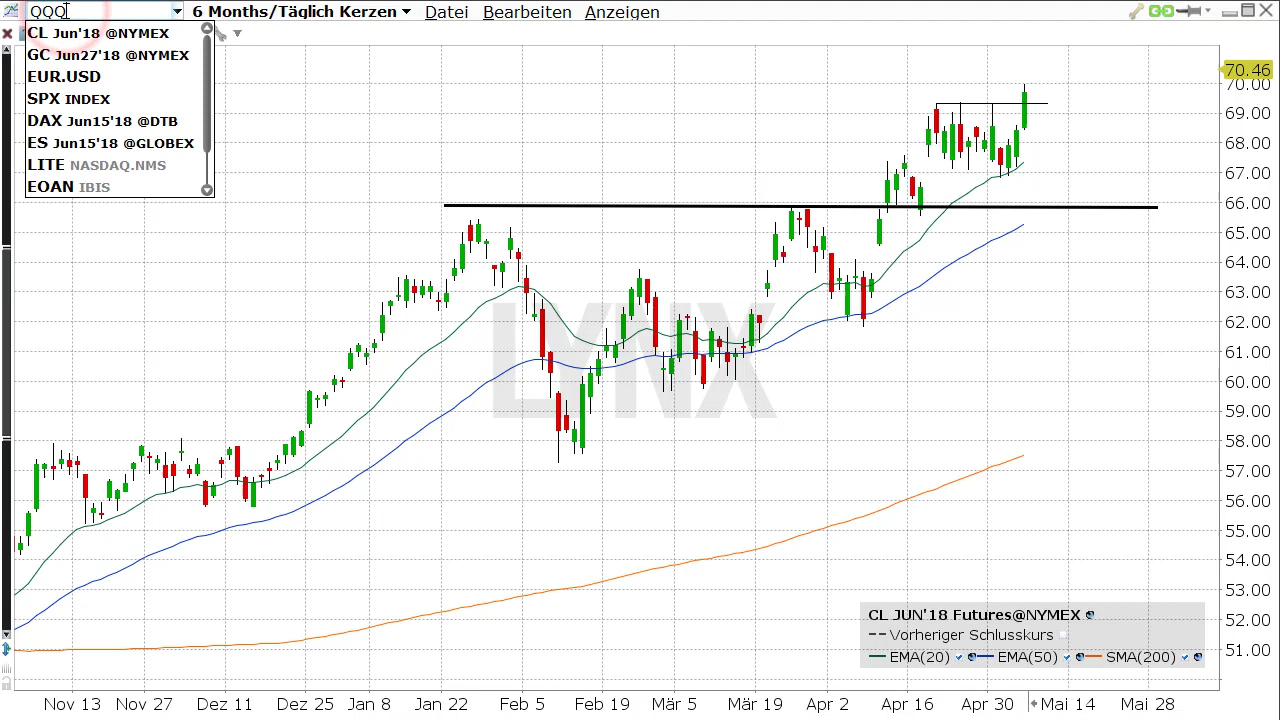 QQQ 6 Months/Täglich Kerzen Datei Bearbeiten Anzeigen
CL Jun'18 @NYMEX
GC Jun27'18 @NYMEX
EUR.USD
SPX INDEX
DAX Jun15'18 @DTB
ES Jun15'18 @GLOBEX
LITE NASDAQ.NMS
EOAN IBIS
70.46
70.00
69.00
68.00
67.00
66.00
65.00
64.00
63.00
62.00
61.00
60.00
59.00
58.00
57.00
56.00
55.00
54.00
53.00
52.00
51.00
LYNX
CL JUN'18 Futures@NYMEX
Vorheriger Schlusskurs
EMA(20) EMA(50) SMA(200)
Nov 13 Nov 27 Dez 11 Dez 25 Jan 8 Jan 22 Feb 5 Feb 19 Mär 5 Mär 19 Apr 2 Apr 16 Apr 30 Mai 14 Mai 28